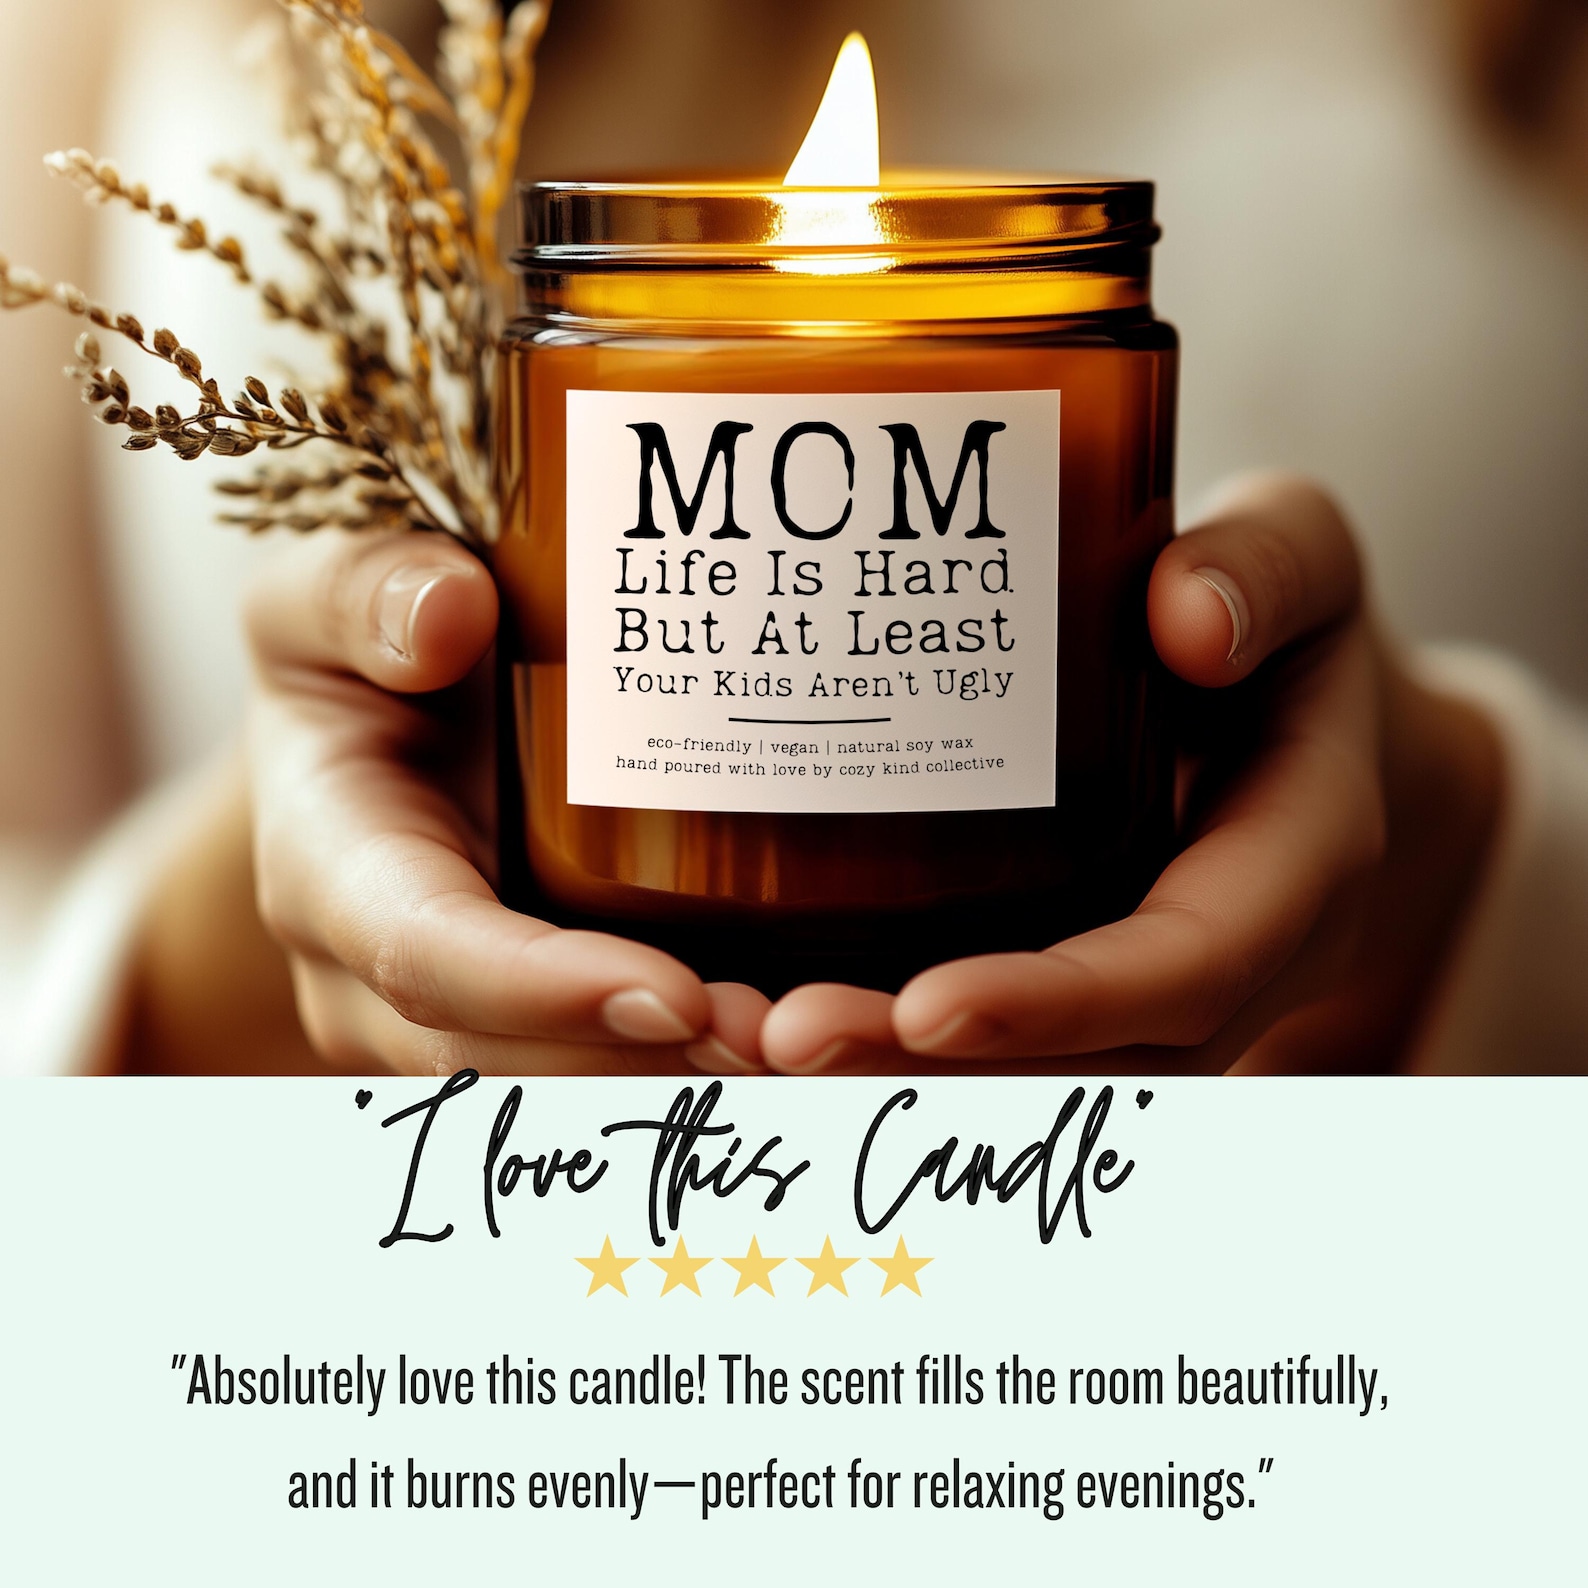 MOM
Life Is Hard.
But At Least
Your Kids Aren't Ugly
eco-friendly | vegan | natural soy wax
hand poured with love by cozy kind collective
"I love this Candle"
"Absolutely love this candle! The scent fills the room beautifully,
and it burns evenly—perfect for relaxing evenings."